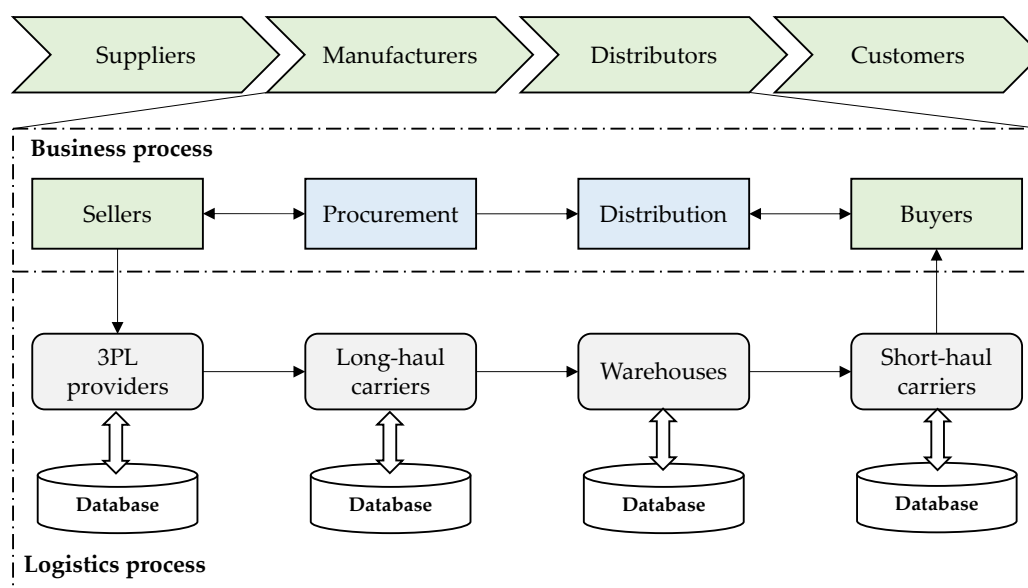 Suppliers
Manufacturers
Distributors
Customers
Business process
Sellers
Procurement
Distribution
Buyers
3PL
providers
Long-haul
carriers
Warehouses
Short-haul
carriers
Database
Database
Database
Database
Logistics process